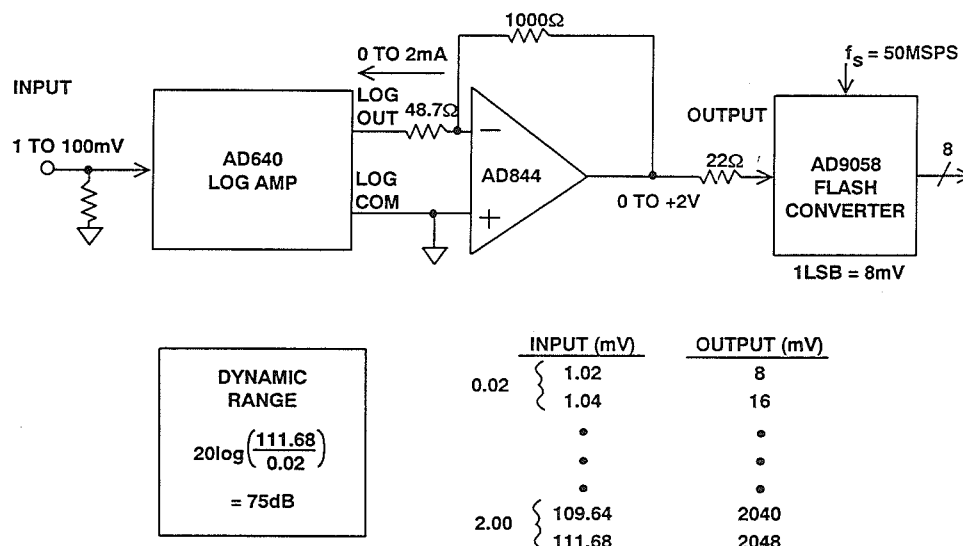 1000Ω
0 TO 2mA
fs = 50MSPS
INPUT
LOG
OUT
48.7Ω
OUTPUT
1 TO 100mV
AD640
LOG AMP
AD844
22Ω
AD9058
FLASH
CONVERTER
8
LOG
COM
0 TO +2V
1LSB = 8mV
DYNAMIC
RANGE
20log(111.68/0.02)
= 75dB
INPUT (mV) OUTPUT (mV)
0.02 { 1.02 8
1.04 16
2.00 { 109.64 2040
111.68 2048